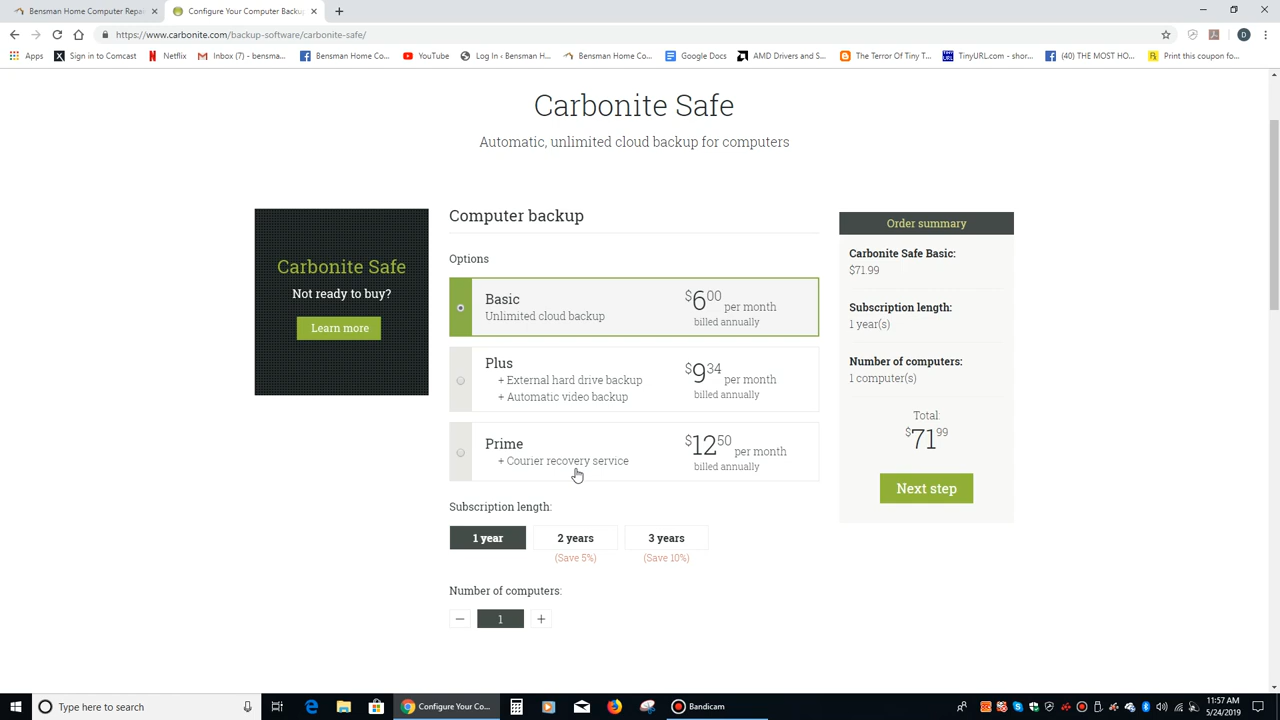 Bensman Home Computer Repai
Configure Your Computer Backup
https://www.carbonite.com/backup-software/carbonite-safe/
D
Apps
Sign in to Comcast
Netflix
Inbox (7) - bensma...
Bensman Home Co...
YouTube
Log In ‹ Bensman H...
Bensman Home Co...
Google Docs
AMD Drivers and S...
The Terror Of Tiny T...
TinyURL.com - shor...
(40) THE MOST HO...
Print this coupon fo...
Carbonite Safe
Automatic, unlimited cloud backup for computers
Carbonite Safe
Not ready to buy?
Learn more
Computer backup
Options
Basic
Unlimited cloud backup
$6.00 per month
billed annually
Plus
+ External hard drive backup
+ Automatic video backup
$9.34 per month
billed annually
Prime
+ Courier recovery service
$12.50 per month
billed annually
Subscription length:
1 year
2 years
3 years
(Save 5%)
(Save 10%)
Number of computers:
− 1 +
Order summary
Carbonite Safe Basic:
$71.99
Subscription length:
1 year(s)
Number of computers:
1 computer(s)
Total:
$71.99
Next step
Type here to search
Configure Your Co...
Bandicam
11:57 AM
5/24/2019